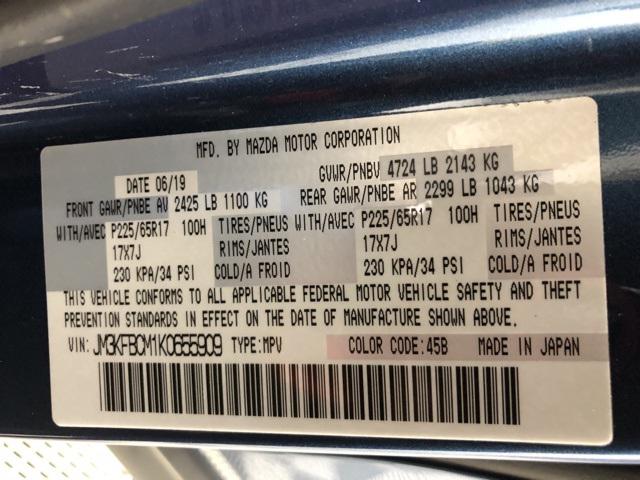 MFD. BY MAZDA MOTOR CORPORATION
DATE 06/19 GVWR/PNBV 4724 LB 2143 KG
FRONT GAWR/PNBE AV 2425 LB 1100 KG REAR GAWR/PNBE AR 2299 LB 1043 KG
WITH/AVEC P225/65R17 100H TIRES/PNEUS WITH/AVEC P225/65R17 100H TIRES/PNEUS
17X7J RIMS/JANTES 17X7J RIMS/JANTES
230 KPA/34 PSI COLD/A FROID 230 KPA/34 PSI COLD/A FROID
THIS VEHICLE CONFORMS TO ALL APPLICABLE FEDERAL MOTOR VEHICLE SAFETY AND THEFT
PREVENTION STANDARDS IN EFFECT ON THE DATE OF MANUFACTURE SHOWN ABOVE.
VIN: JM3KFBCM1K0655909 TYPE:MPV COLOR CODE:45B MADE IN JAPAN